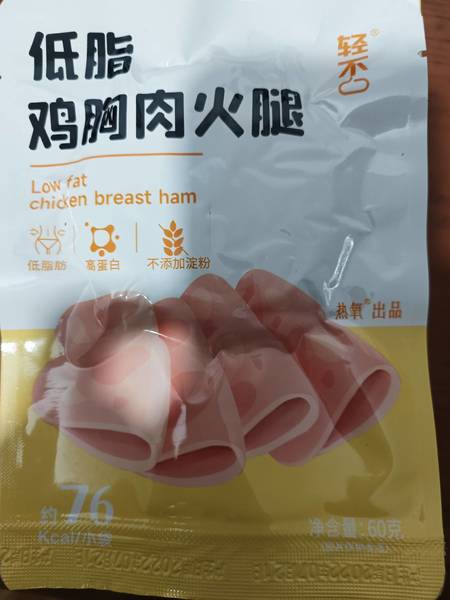 低脂
轻不凸®
鸡胸肉火腿
Low fat
chicken breast ham
低脂肪
高蛋白
不添加淀粉
热氧®出品
约76
Kcal/小袋
净含量:60克